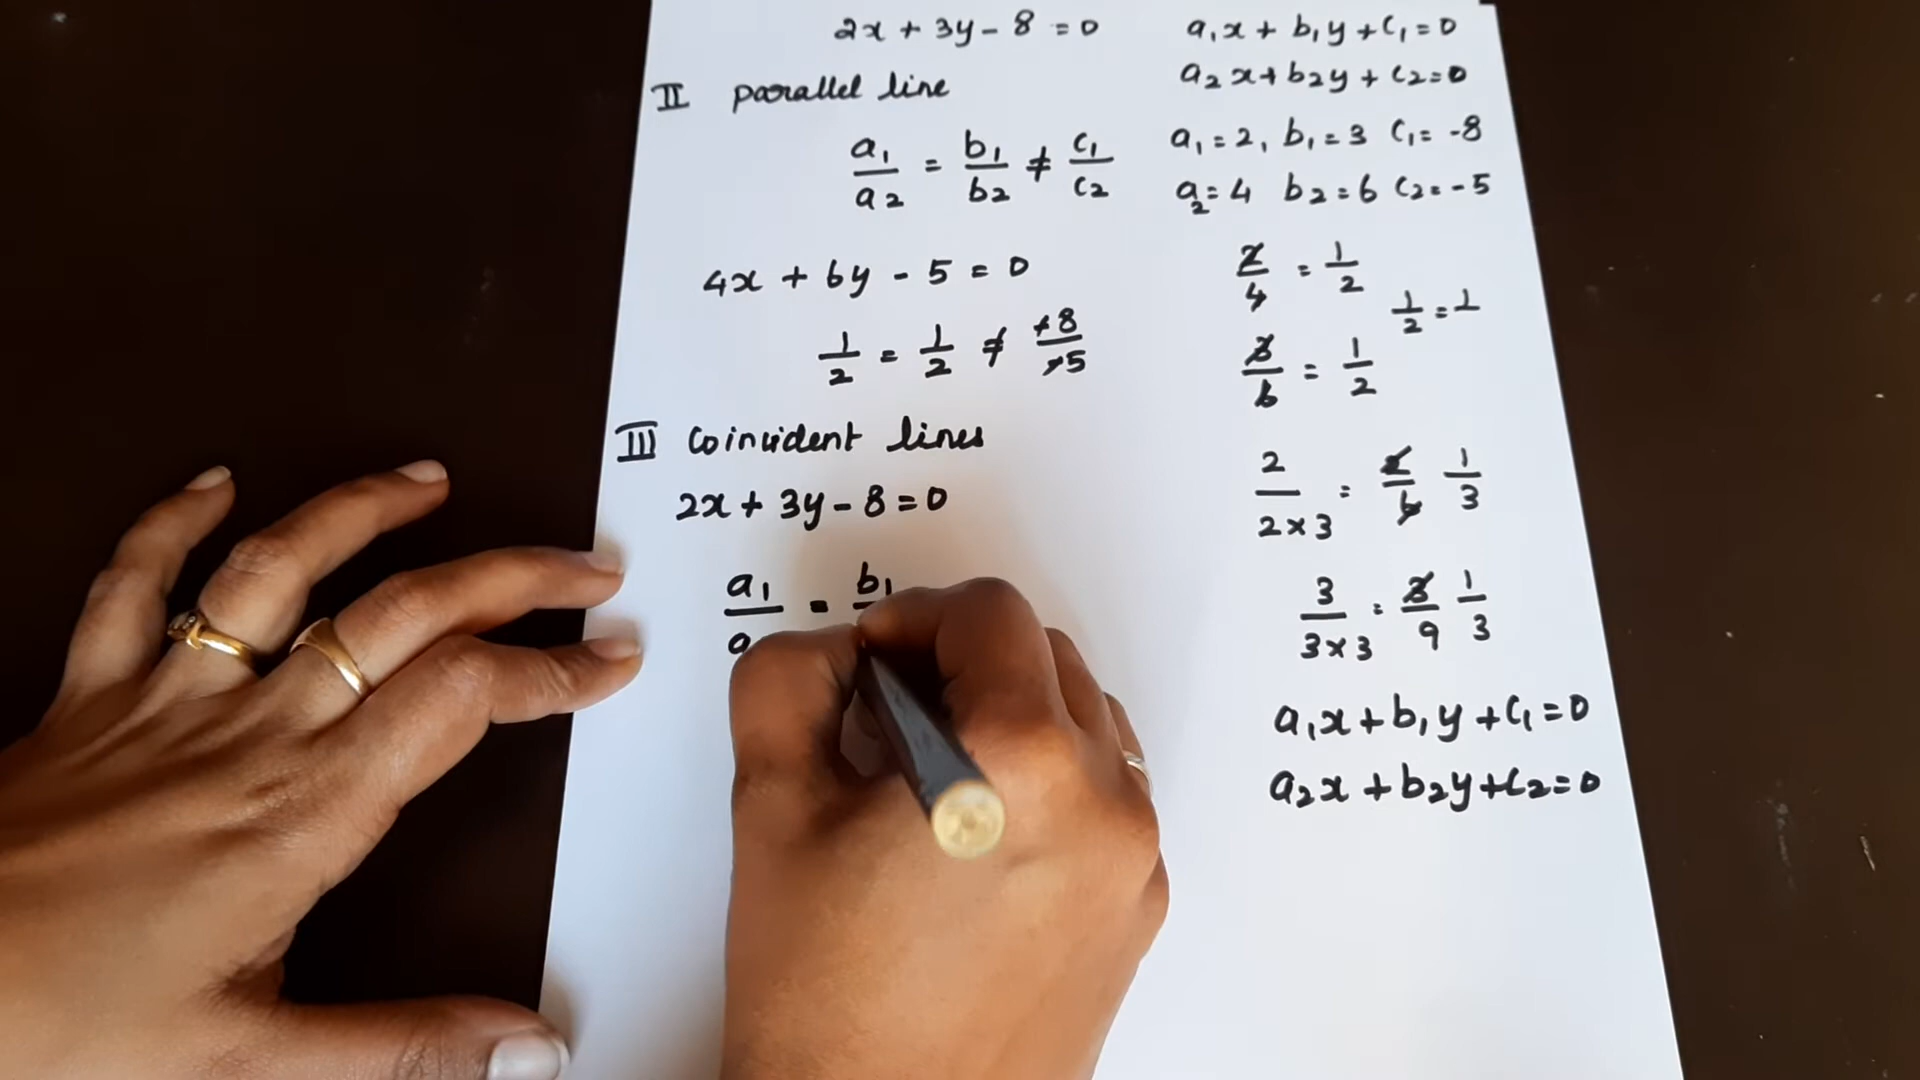 2x + 3y - 8 = 0
II parallel line
a1/a2 = b1/b2 ≠ c1/c2
4x + 6y - 5 = 0
1/2 = 1/2 ≠ +8/+5
III Coincident lines
2x + 3y - 8 = 0
a1/a = b1
a1x + b1y + c1 = 0
a2x + b2y + c2 = 0
a1 = 2, b1 = 3 c1 = -8
a2 = 4 b2 = 6 c2 = -5
2/4 = 1/2
1/2 = 1
3/6 = 1/2
2/2×3 = 2/6 1/3
3/3×3 = 3/9 1/3
a1x + b1y + c1 = 0
a2x + b2y + c2 = 0